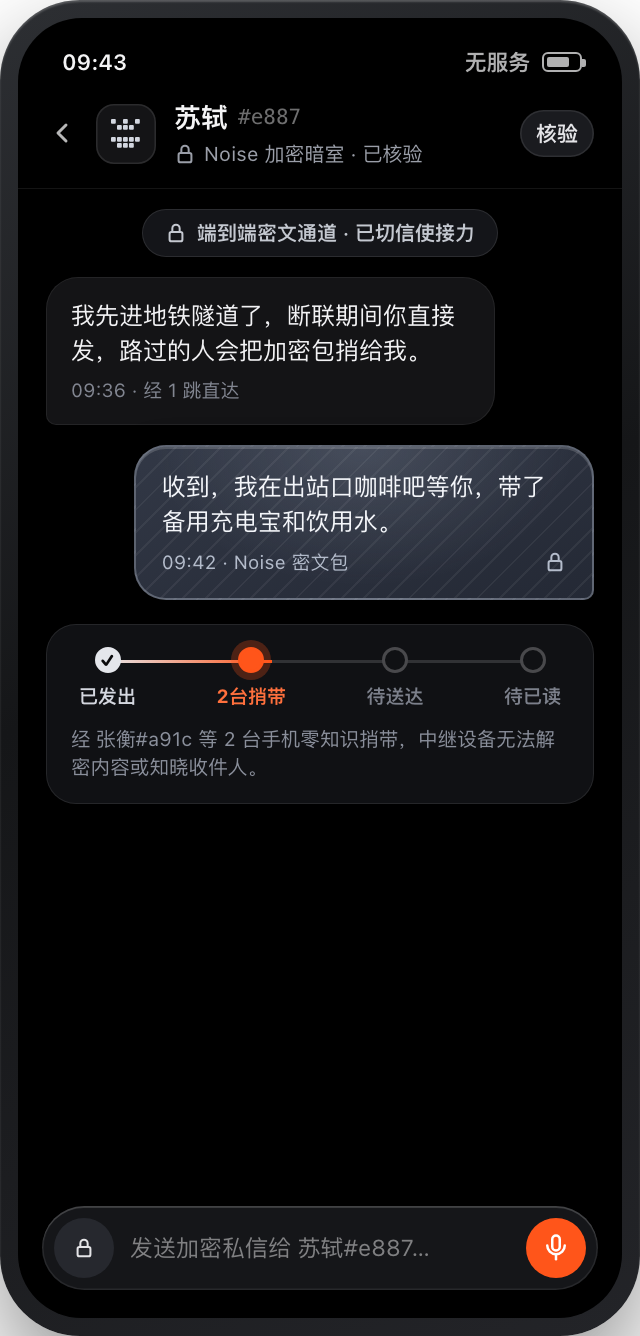 09:43
无服务
苏轼 #e887
Noise 加密暗室 · 已核验
核验
端到端密文通道 · 已切信使接力
我先进地铁隧道了，断联期间你直接
发，路过的人会把加密包捎给我。
09:36 · 经 1 跳直达
收到，我在出站口咖啡吧等你，带了
备用充电宝和饮用水。
09:42 · Noise 密文包
已发出
2台捎带
待送达
待已读
经 张衡#a91c 等 2 台手机零知识捎带，中继设备无法解
密内容或知晓收件人。
发送加密私信给 苏轼#e887...